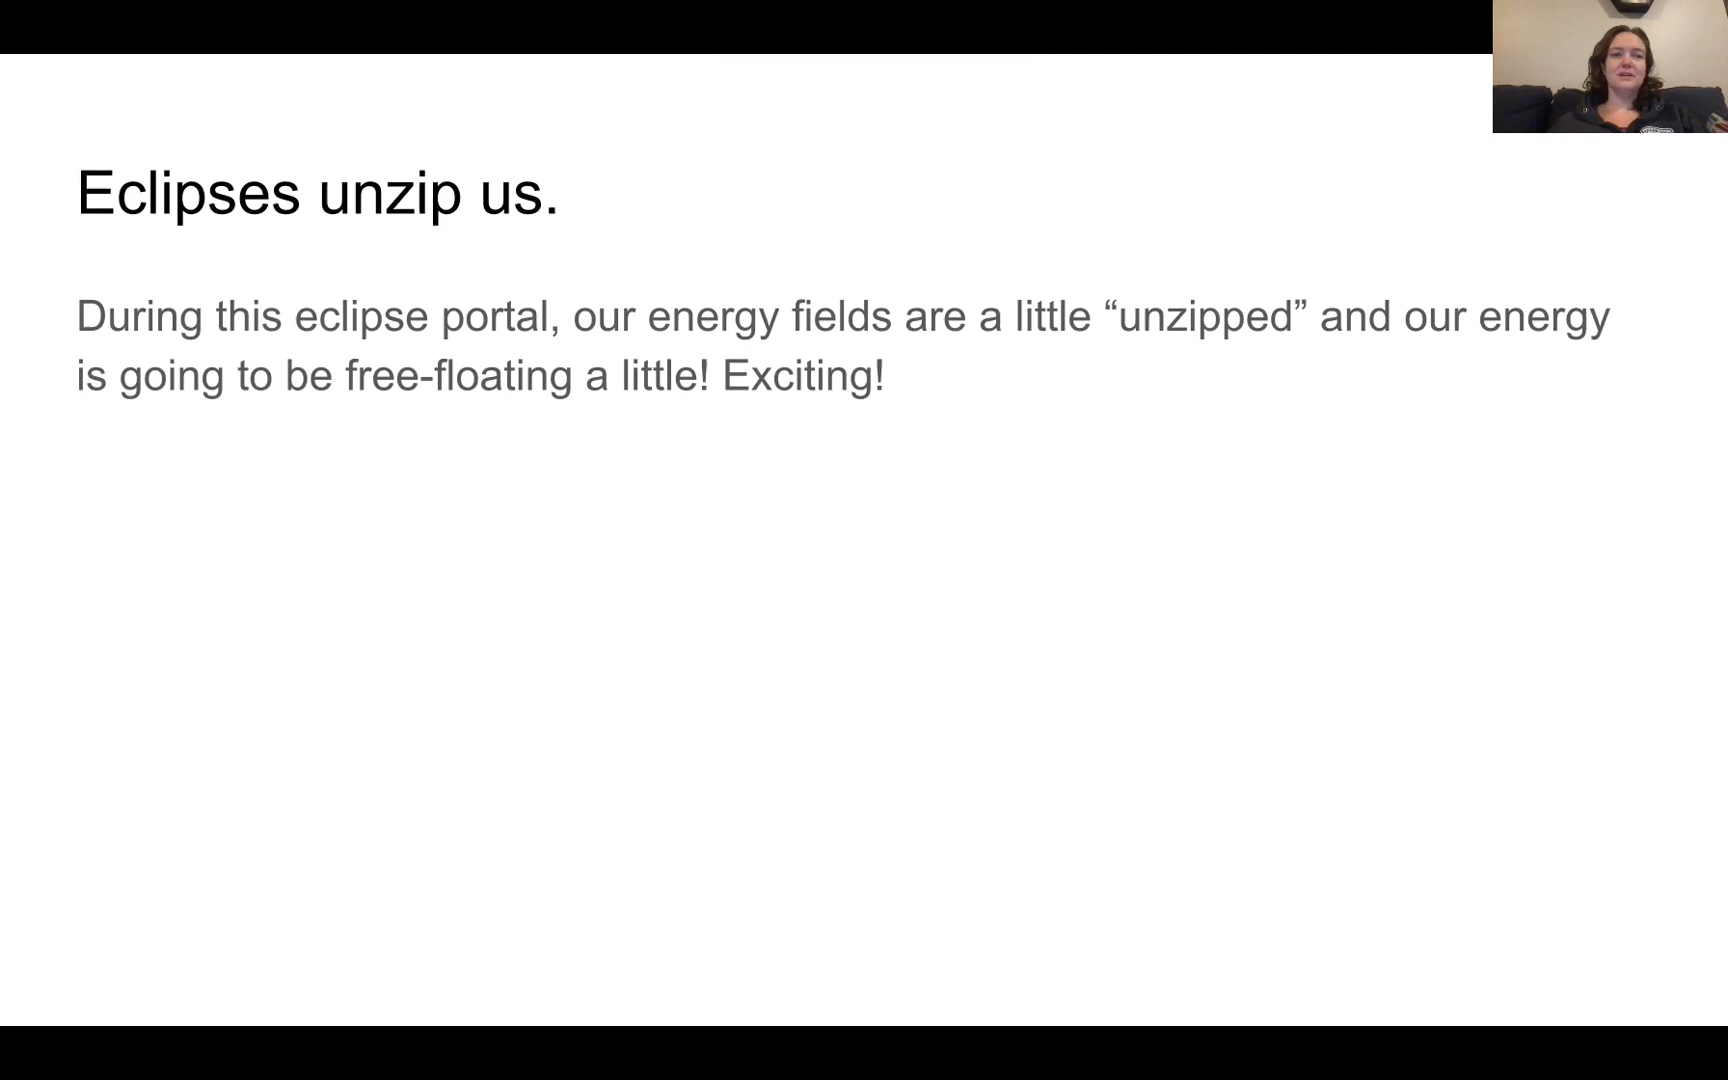 Eclipses unzip us.
During this eclipse portal, our energy fields are a little “unzipped” and our energy
is going to be free-floating a little! Exciting!